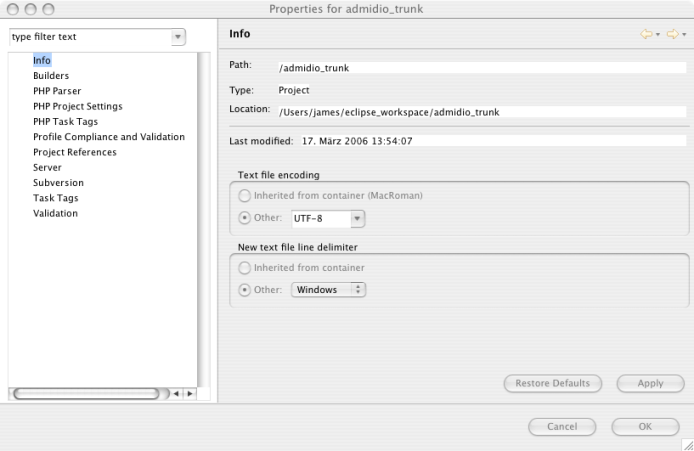 Properties for admidio_trunk
type filter text
Info
Builders
PHP Parser
PHP Project Settings
PHP Task Tags
Profile Compliance and Validation
Project References
Server
Subversion
Task Tags
Validation
Info
Path: /admidio_trunk
Type: Project
Location: /Users/james/eclipse_workspace/admidio_trunk
Last modified: 17. März 2006 13:54:07
Text file encoding
Inherited from container (MacRoman)
Other: UTF-8
New text file line delimiter
Inherited from container
Other: Windows
Restore Defaults Apply
Cancel OK